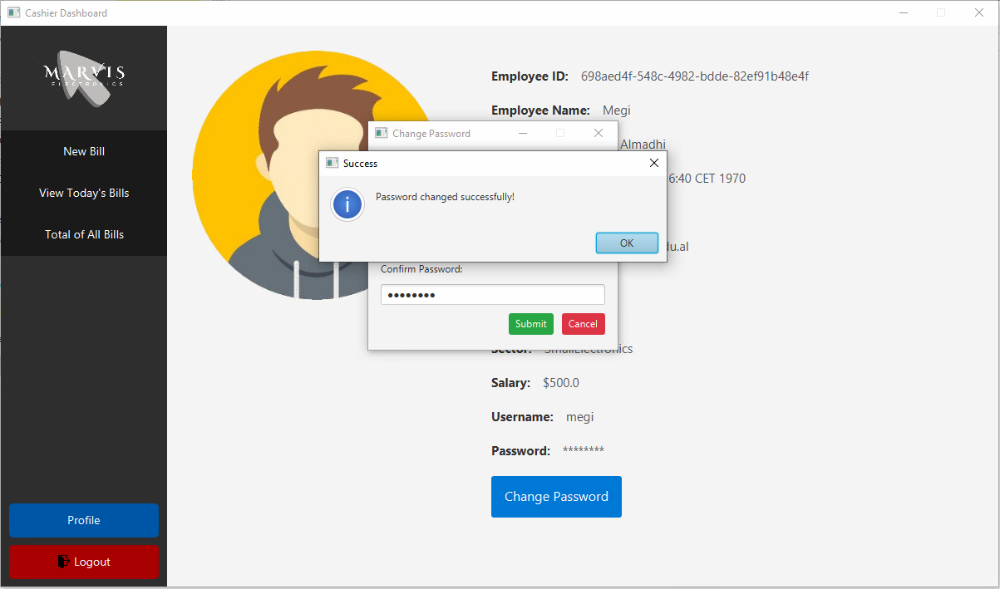 Cashier Dashboard
MARVIS
ELECTRONICS
New Bill
View Today's Bills
Total of All Bills
Profile
Logout
Employee ID: 698aed4f-548c-4982-bdde-82ef91b48e4f
Employee Name: Megi
Almadhi
6:40 CET 1970
du.al
Sector: SmallElectronics
Salary: $500.0
Username: megi
Password: ********
Change Password
Change Password
Success
Password changed successfully!
OK
Confirm Password:
●●●●●●●●
Submit Cancel